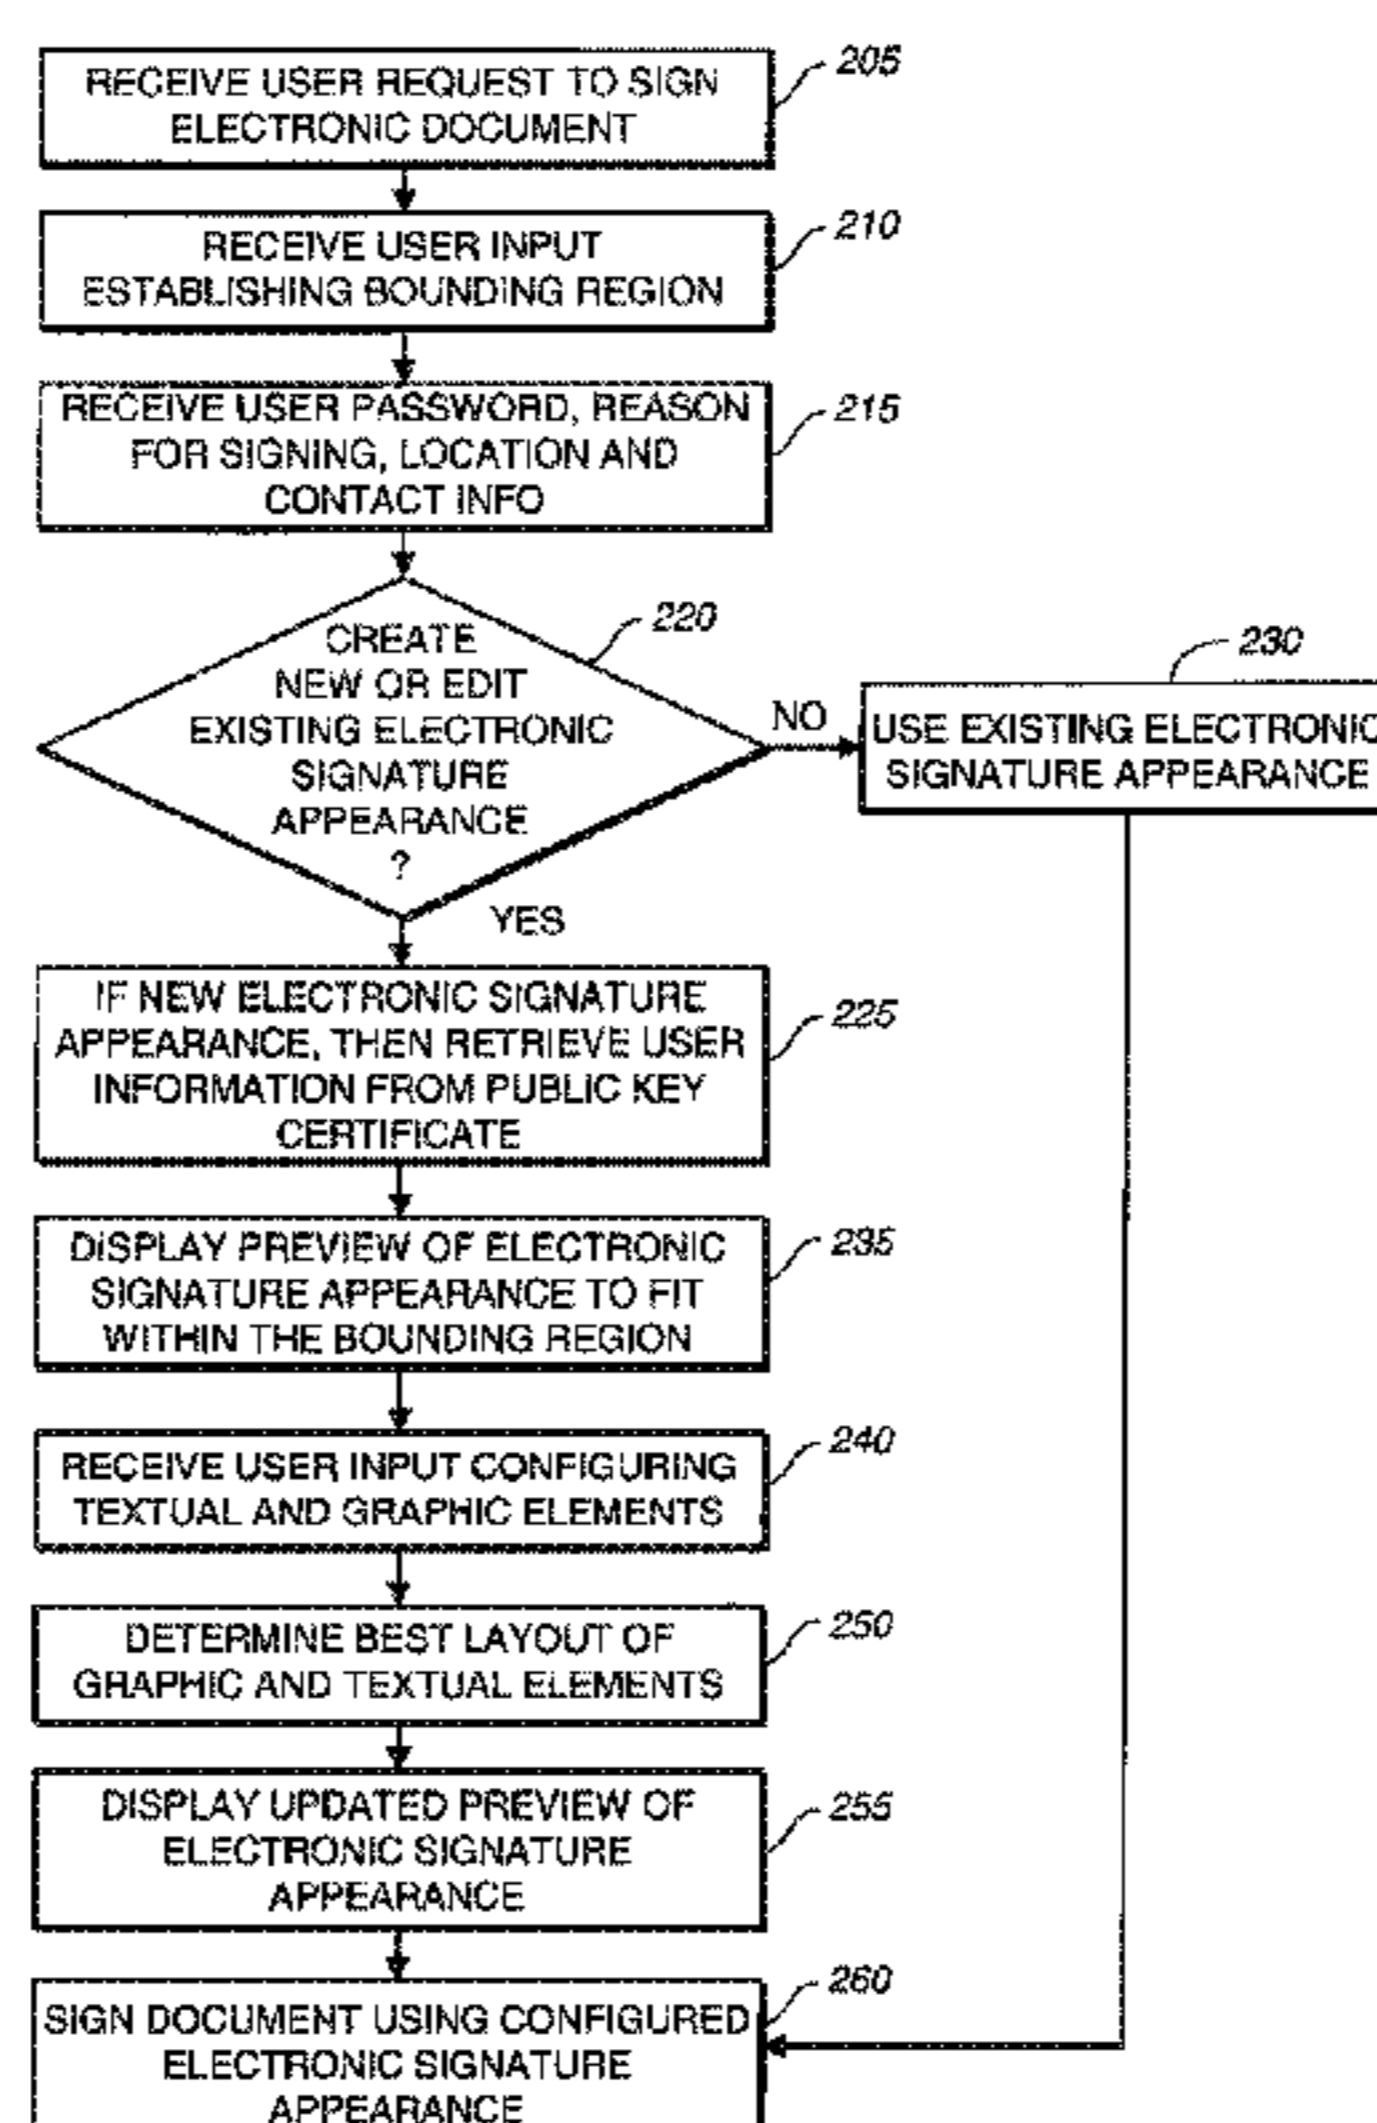 205
RECEIVE USER REQUEST TO SIGN
ELECTRONIC DOCUMENT
210
RECEIVE USER INPUT
ESTABLISHING BOUNDING REGION
215
RECEIVE USER PASSWORD, REASON
FOR SIGNING, LOCATION AND
CONTACT INFO
220
CREATE
NEW OR EDIT
EXISTING ELECTRONIC
SIGNATURE
APPEARANCE
?
NO
230
USE EXISTING ELECTRONIC
SIGNATURE APPEARANCE
YES
225
IF NEW ELECTRONIC SIGNATURE
APPEARANCE, THEN RETRIEVE USER
INFORMATION FROM PUBLIC KEY
CERTIFICATE
235
DISPLAY PREVIEW OF ELECTRONIC
SIGNATURE APPEARANCE TO FIT
WITHIN THE BOUNDING REGION
240
RECEIVE USER INPUT CONFIGURING
TEXTUAL AND GRAPHIC ELEMENTS
250
DETERMINE BEST LAYOUT OF
GRAPHIC AND TEXTUAL ELEMENTS
255
DISPLAY UPDATED PREVIEW OF
ELECTRONIC SIGNATURE
APPEARANCE
260
SIGN DOCUMENT USING CONFIGURED
ELECTRONIC SIGNATURE
APPEARANCE